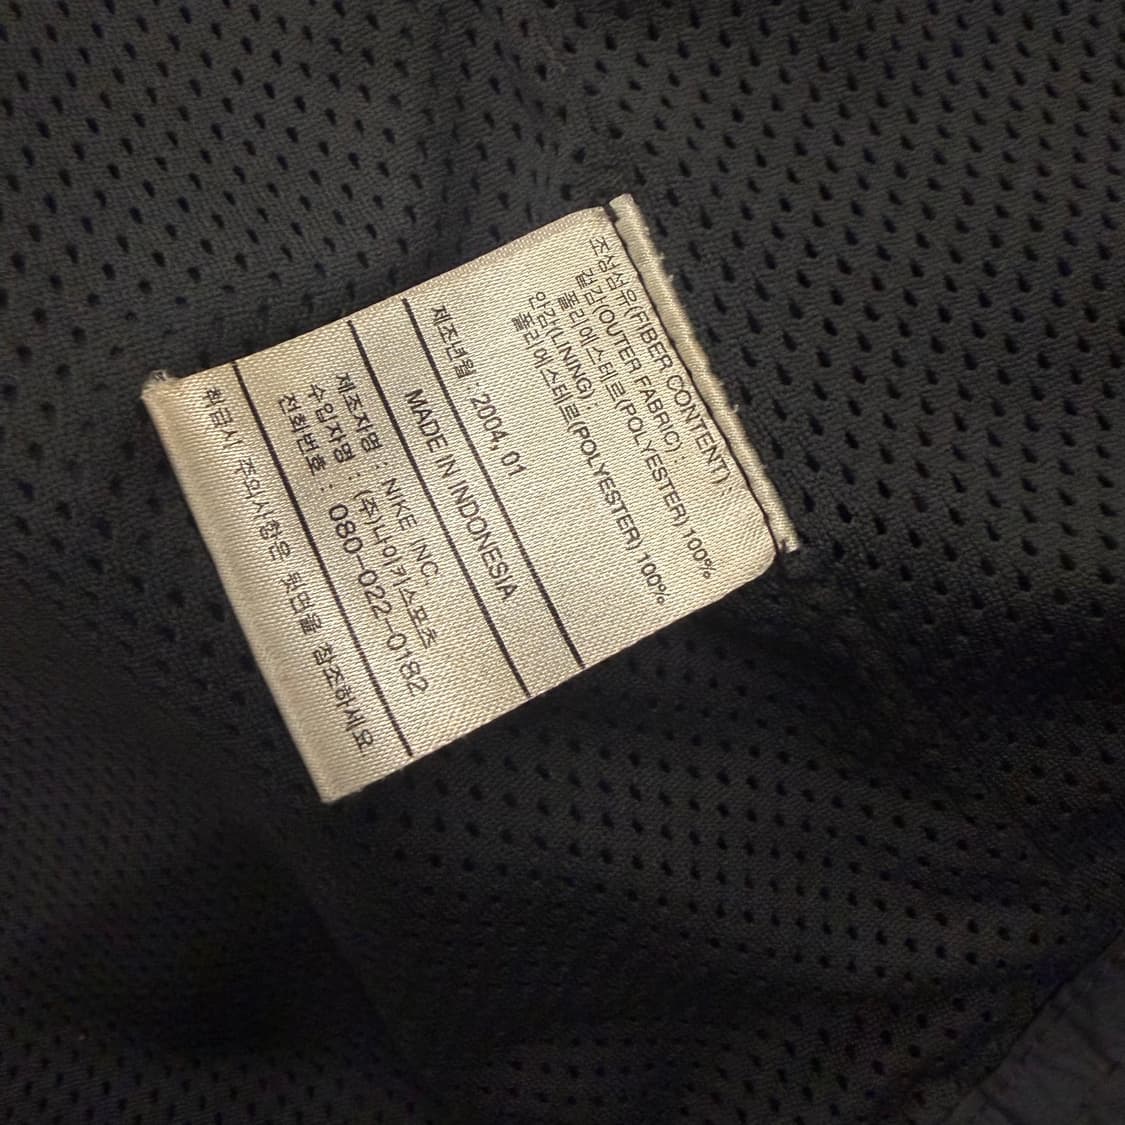 조성섬유(FIBER CONTENT) :
겉감(OUTER FABRIC) :
폴리에스테르(POLYESTER) 100%
안감(LINING) :
폴리에스테르(POLYESTER) 100%
제조년월 : 2004, 01
MADE IN INDONESIA
제조자명 : NIKE INC,
수입자명 : (주)나이키스포츠
전화번호 : 080-022-0182
취급시 주의사항은 뒷면을 참조하세요